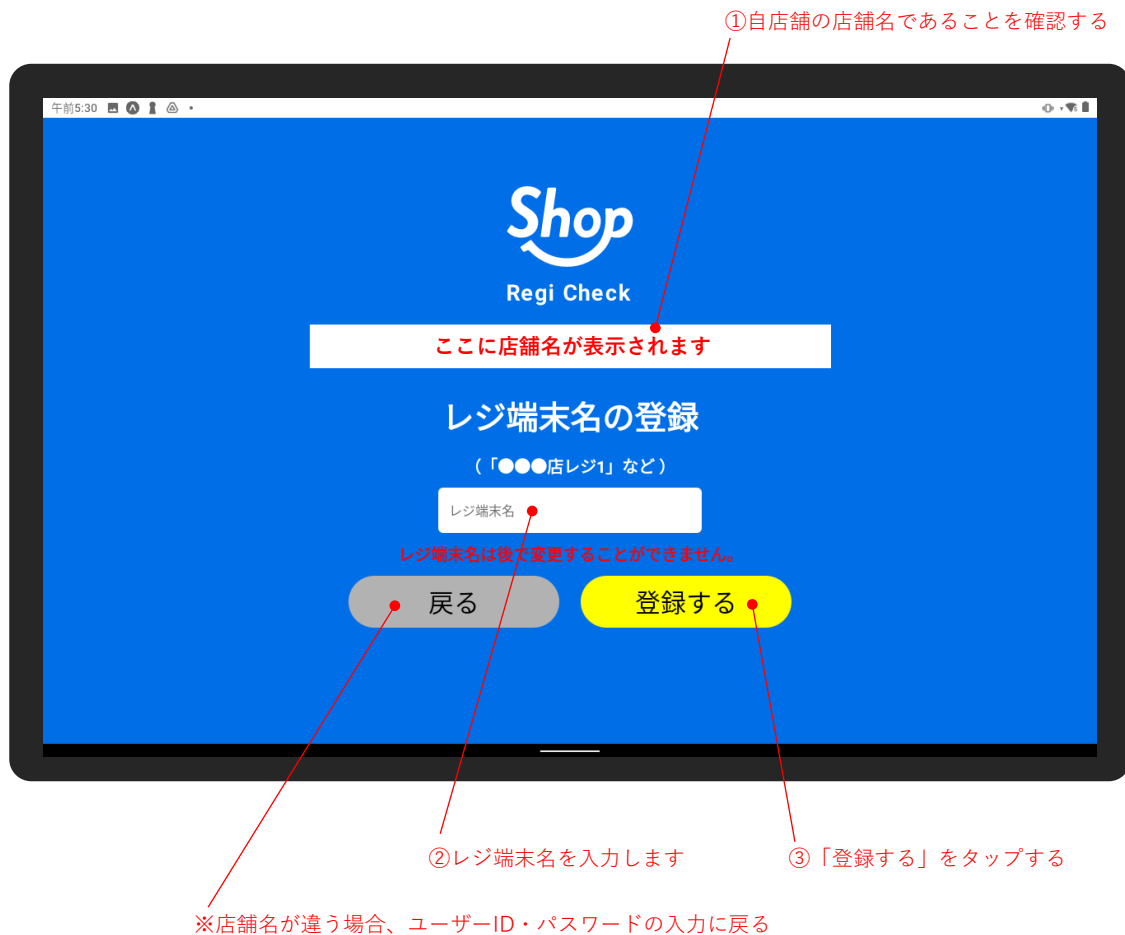 ①自店舗の店舗名であることを確認する
午前5:30
Shop
Regi Check
ここに店舗名が表示されます
レジ端末名の登録
（「●●●店レジ1」など）
レジ端末名
レジ端末名は後で変更することができません。
戻る
登録する
②レジ端末名を入力します
③「登録する」をタップする
※店舗名が違う場合、ユーザーID・パスワードの入力に戻る